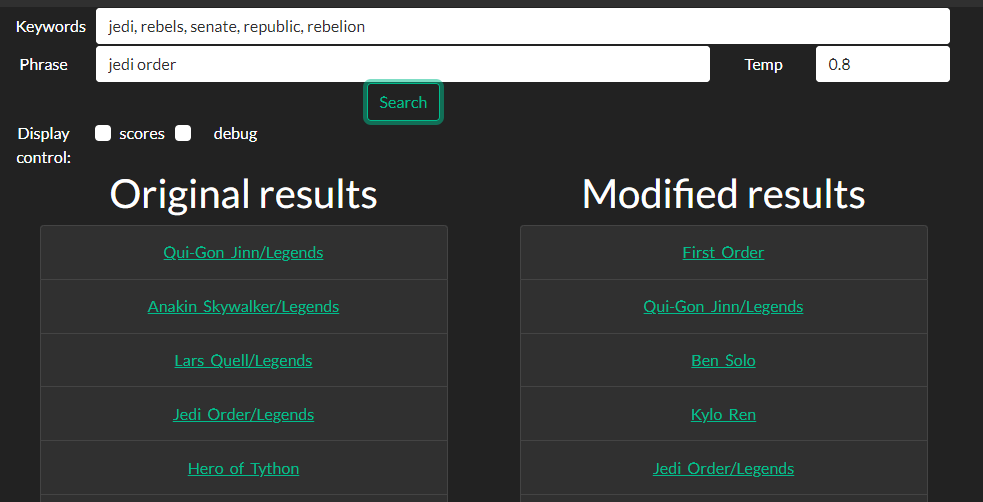 Keywords jedi, rebels, senate, republic, rebelion
Phrase jedi order Temp 0.8
Search
Display control: scores debug
Original results Modified results
Qui-Gon Jinn/Legends First Order
Anakin Skywalker/Legends Qui-Gon Jinn/Legends
Lars Quell/Legends Ben Solo
Jedi Order/Legends Kylo Ren
Hero of Tython Jedi Order/Legends